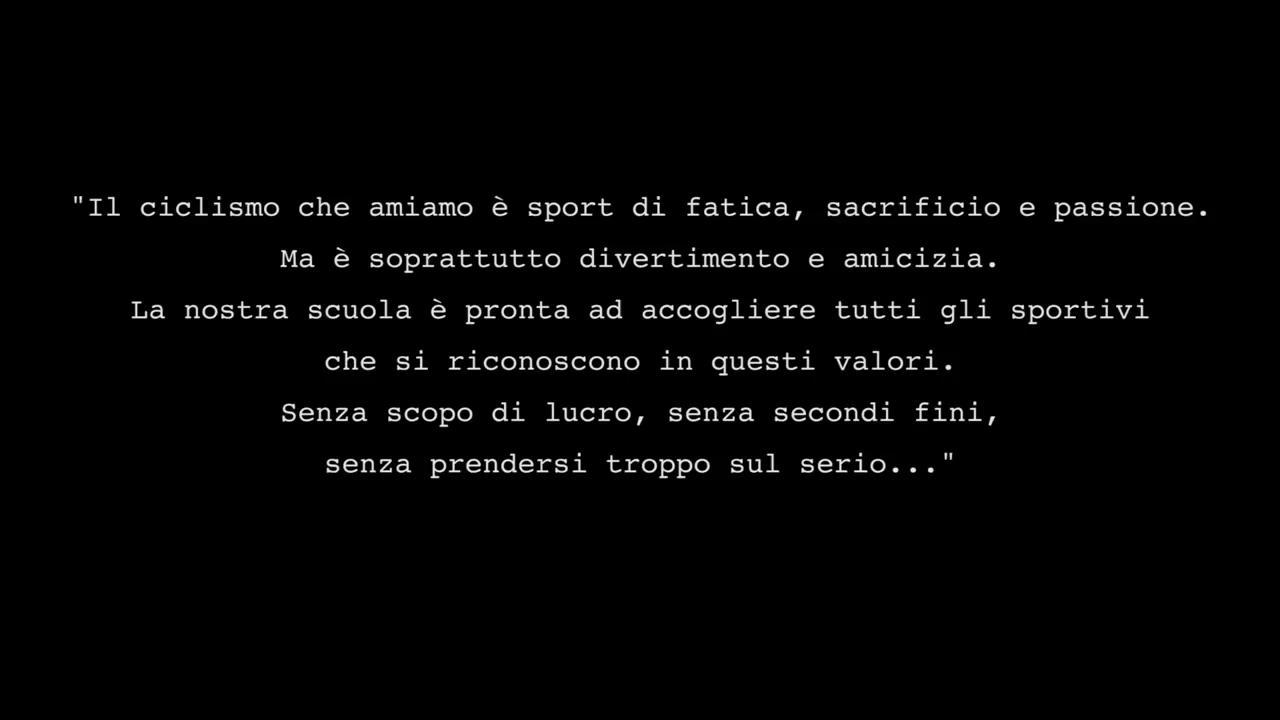 "Il ciclismo che amiamo è sport di fatica, sacrificio e passione.
Ma è soprattutto divertimento e amicizia.
La nostra scuola è pronta ad accogliere tutti gli sportivi
che si riconoscono in questi valori.
Senza scopo di lucro, senza secondi fini,
senza prendersi troppo sul serio..."